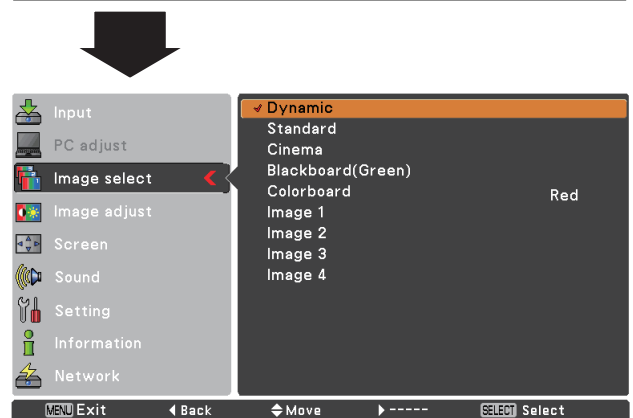 Input
PC adjust
Image select
Image adjust
Screen
Sound
Setting
Information
Network
Dynamic
Standard
Cinema
Blackboard(Green)
Colorboard Red
Image 1
Image 2
Image 3
Image 4
MENU Exit Back Move ----- SELECT Select